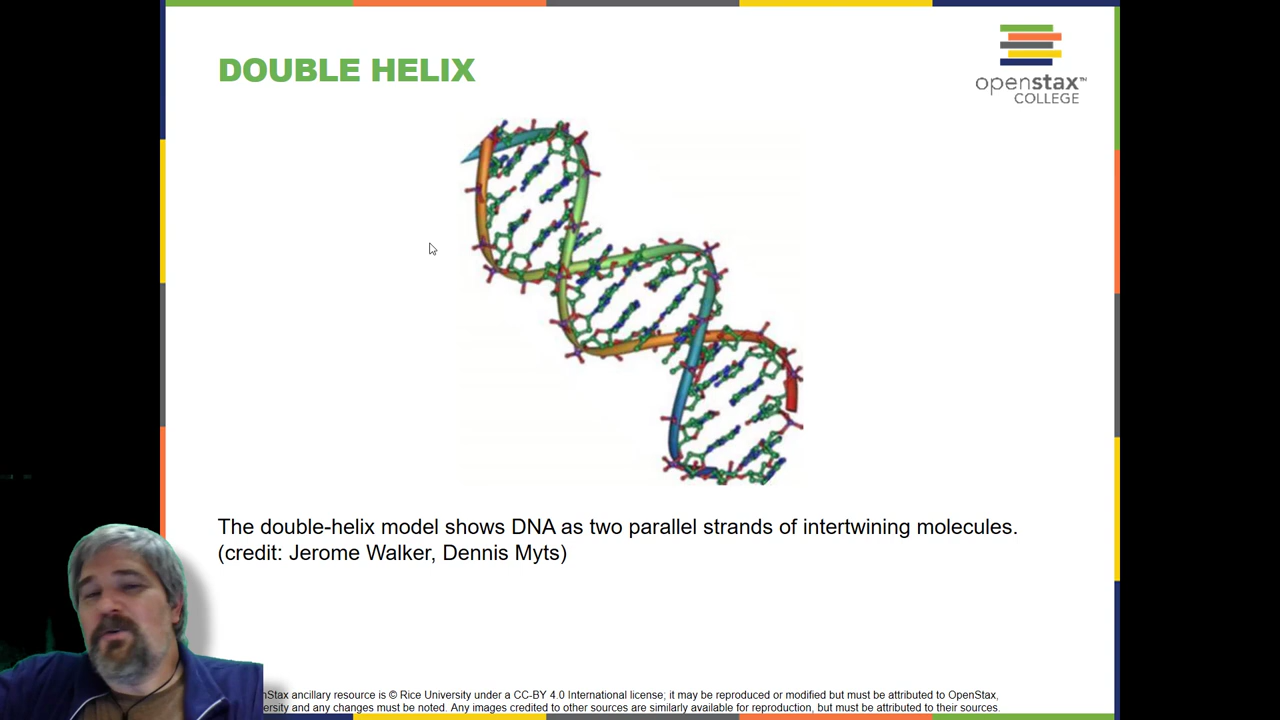 DOUBLE HELIX
openstax™
COLLEGE
The double-helix model shows DNA as two parallel strands of intertwining molecules.
(credit: Jerome Walker, Dennis Myts)
ancillary resource is © Rice University under a CC-BY 4.0 International license; it may be reproduced or modified but must be attributed to OpenStax,
and any changes must be noted. Any images credited to other sources are similarly available for reproduction, but must be attributed to their sources.